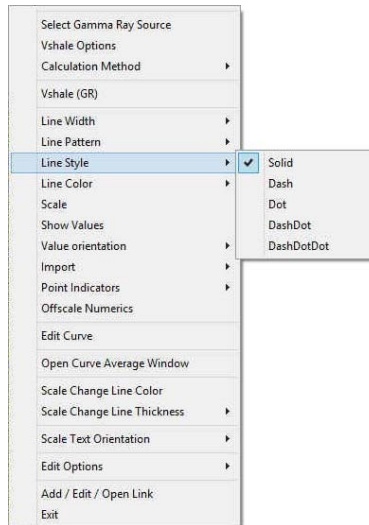 Select Gamma Ray Source
Vshale Options
Calculation Method
Vshale (GR)
Line Width
Line Pattern
Line Style
Solid
Dash
Dot
DashDot
DashDotDot
Line Color
Scale
Show Values
Value orientation
Import
Point Indicators
Offscale Numerics
Edit Curve
Open Curve Average Window
Scale Change Line Color
Scale Change Line Thickness
Scale Text Orientation
Edit Options
Add / Edit / Open Link
Exit